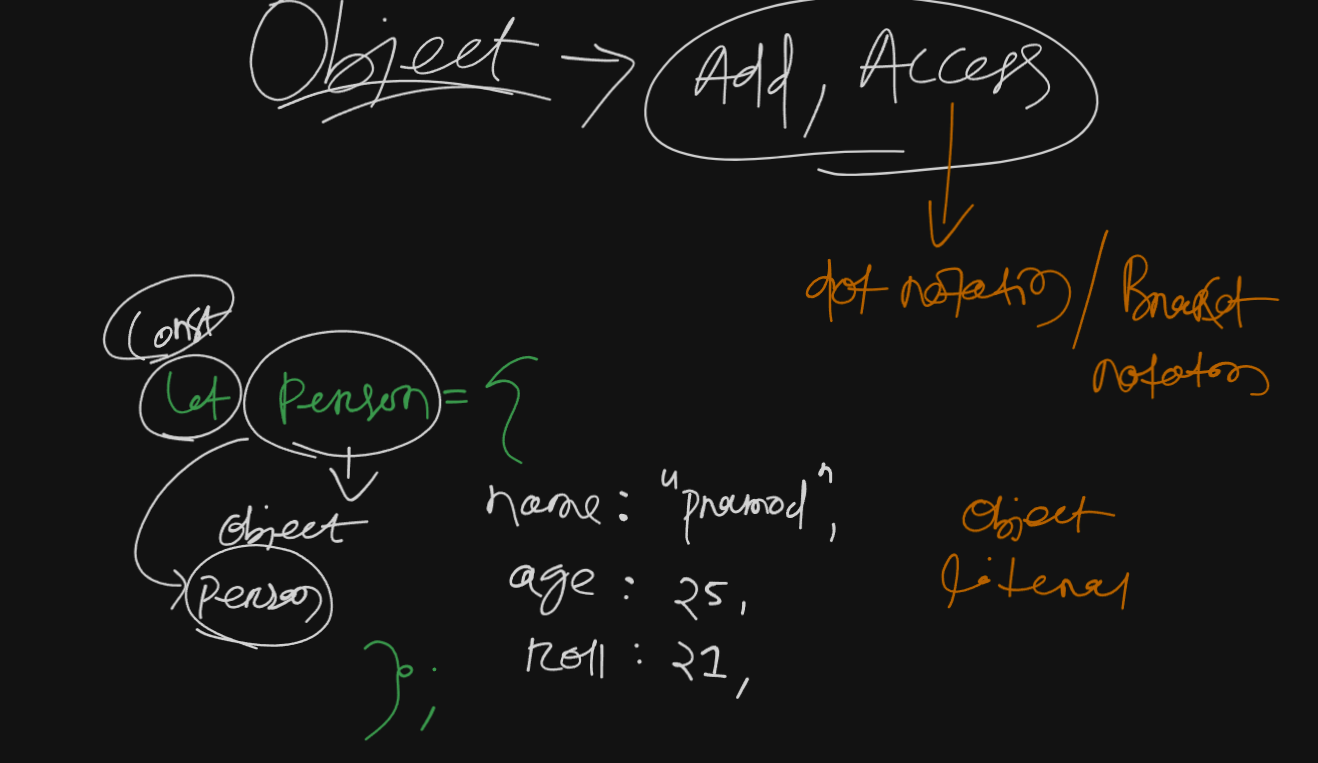 Object → Add, Access
dot notation / Bracket
notation
Const
let person = {
object
person
name: "pramod",
age: 25,
roll: 21,
};
Object
literal